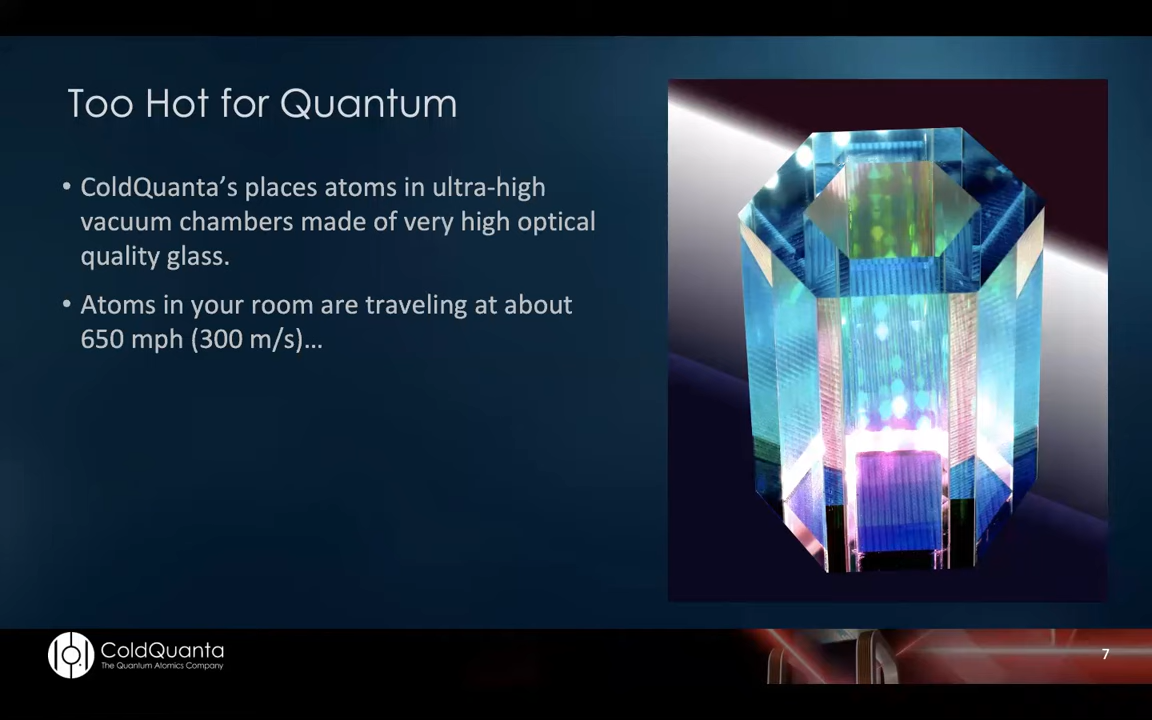 Too Hot for Quantum
• ColdQuanta’s places atoms in ultra-high
vacuum chambers made of very high optical
quality glass.
• Atoms in your room are traveling at about
650 mph (300 m/s)…
ColdQuanta
The Quantum Atomics Company
7